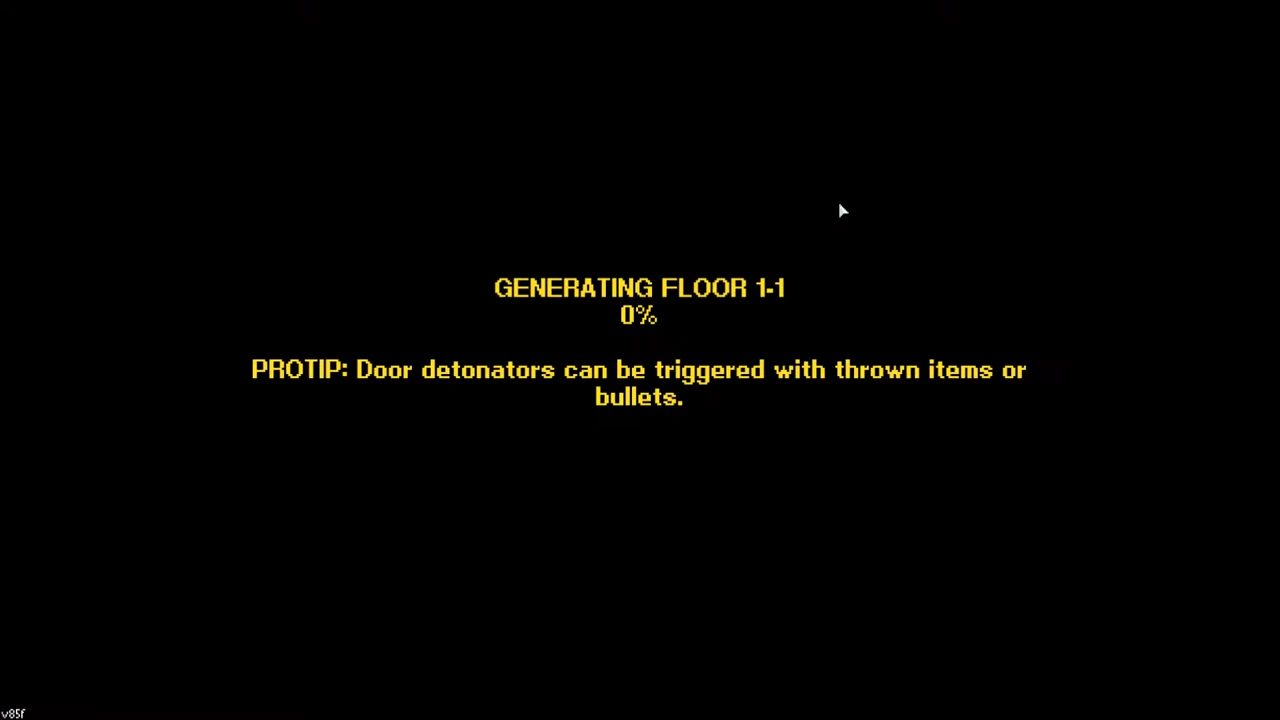 GENERATING FLOOR 1-1
0%
PROTIP: Door detonators can be triggered with thrown items or
bullets.
v85f